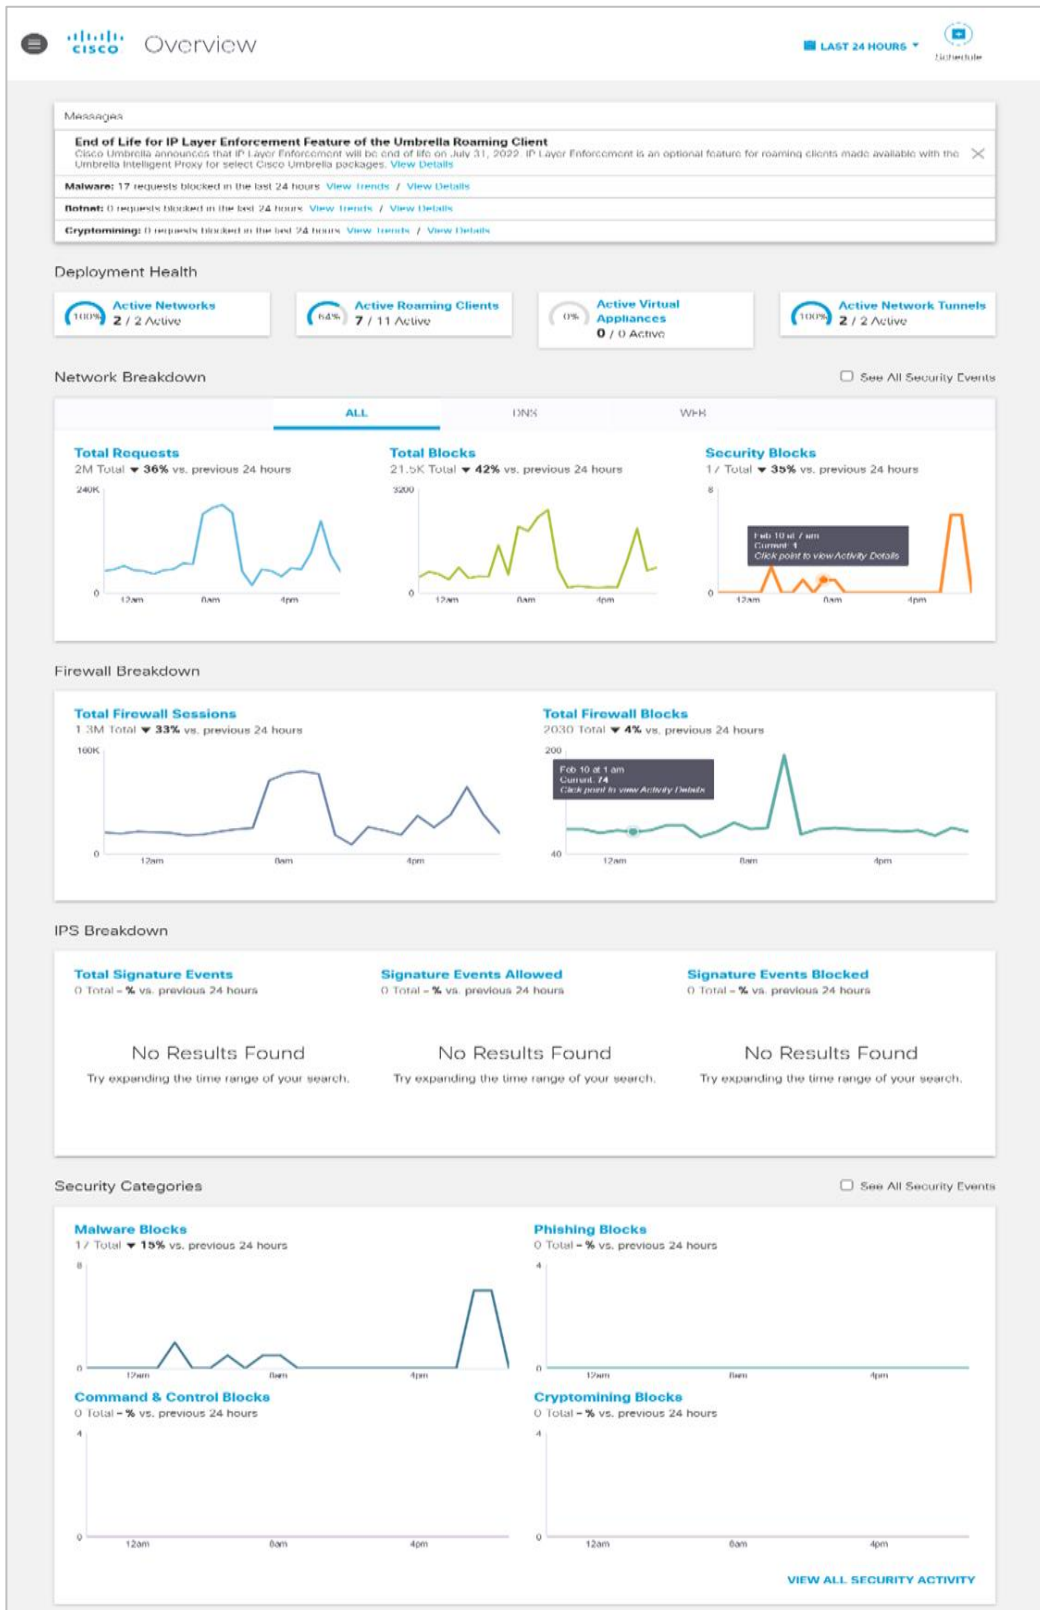 CISCO
Overview
LAST 24 HOURS
Schedule
Messages
End of Life for IP Layer Enforcement Feature of the Umbrella Roaming Client
Cisco Umbrella announces that IP Layer Enforcement will be end of life on July 31, 2022. IP Layer Enforcement is an optional feature for roaming clients made available with the
Umbrella Intelligent Proxy for select Cisco Umbrella packages. View Details
Malware: 17 requests blocked in the last 24 hours View Trends / View Details
Botnet: 0 requests blocked in the last 24 hours View Trends / View Details
Cryptomining: 0 requests blocked in the last 24 hours View Trends / View Details
Deployment Health
100% Active Networks
2 / 2 Active
64% Active Roaming Clients
7 / 11 Active
0% Active Virtual
Appliances
0 / 0 Active
100% Active Network Tunnels
2 / 2 Active
Network Breakdown
See All Security Events
ALL DNS WEB
Total Requests
2M Total ▼ 36% vs. previous 24 hours
240K
0
12am 8am 4pm
Total Blocks
21.5K Total ▼ 42% vs. previous 24 hours
3200
0
12am 8am 4pm
Security Blocks
17 Total ▼ 35% vs. previous 24 hours
8
Feb 10 at 7 am
Current: 1
Click point to view Activity Details
0
12am 8am 4pm
Firewall Breakdown
Total Firewall Sessions
1.3M Total ▼ 33% vs. previous 24 hours
160K
0
12am 8am 4pm
Total Firewall Blocks
2030 Total ▼ 4% vs. previous 24 hours
200
Feb 10 at 1 am
Current: 74
Click point to view Activity Details
40
12am 8am 4pm
IPS Breakdown
Total Signature Events
0 Total – % vs. previous 24 hours
No Results Found
Try expanding the time range of your search.
Signature Events Allowed
0 Total – % vs. previous 24 hours
No Results Found
Try expanding the time range of your search.
Signature Events Blocked
0 Total – % vs. previous 24 hours
No Results Found
Try expanding the time range of your search.
Security Categories
See All Security Events
Malware Blocks
17 Total ▼ 15% vs. previous 24 hours
8
0
12am 8am 4pm
Phishing Blocks
0 Total – % vs. previous 24 hours
4
0
12am 8am 4pm
Command & Control Blocks
0 Total – % vs. previous 24 hours
4
0
12am 8am 4pm
Cryptomining Blocks
0 Total – % vs. previous 24 hours
4
0
12am 8am 4pm
VIEW ALL SECURITY ACTIVITY